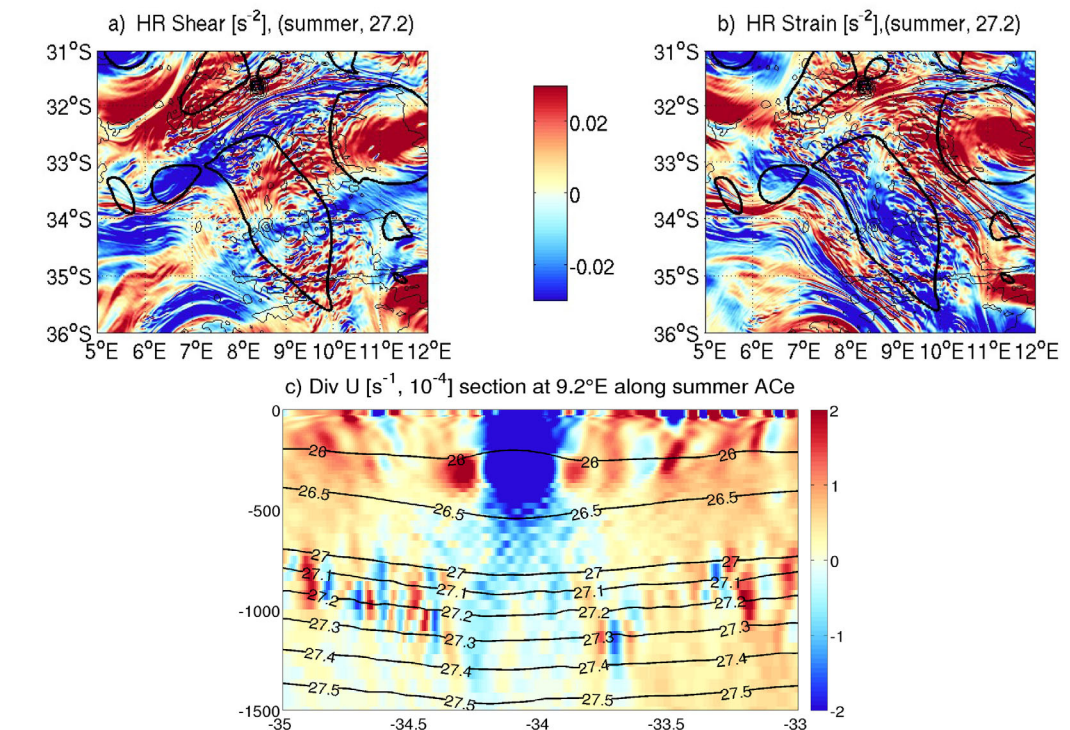 a) HR Shear [s-2], (summer, 27.2)
b) HR Strain [s-2],(summer, 27.2)
31°S
32°S
33°S
34°S
35°S
36°S
5°E 6°E 7°E 8°E 9°E 10°E 11°E 12°E
0.02
0
-0.02
31°S
32°S
33°S
34°S
35°S
36°S
5°E 6°E 7°E 8°E 9°E 10°E 11°E 12°E
c) Div U [s-1, 10-4] section at 9.2°E along summer ACe
0
-500
-1000
-1500
26 26 26 26
26.5 26.5 26.5 26.5
27 27 27 27
27.1 27.1 27.1 27.1
27.2 27.2 27.2 27.2
27.3 27.3 27.3 27.3
27.4 27.4 27.4 27.4
27.5 27.5 27.5 27.5
-35 -34.5 -34 -33.5 -33
2
1
0
-1
-2